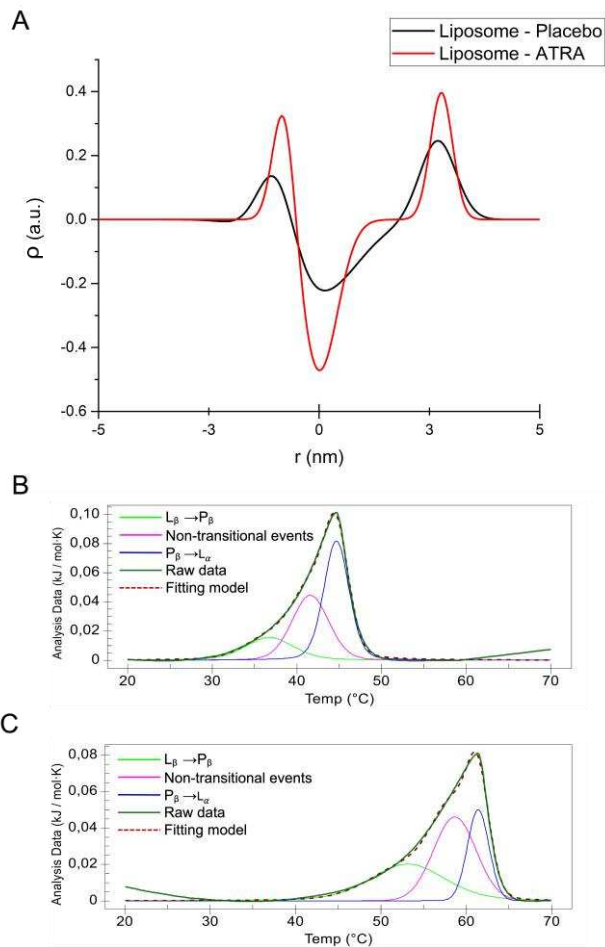 A
Liposome - Placebo
Liposome - ATRA
ρ (a.u.)
0.4
0.2
0.0
-0.2
-0.4
-0.6
-5 -3 0 3 5
r (nm)
B
Analysis Data (kJ / mol·K)
0,10
0,08
0,06
0,04
0,02
0
Lβ →Pβ
Non-transitional events
Pβ→Lα
Raw data
Fitting model
20 30 40 50 60 70
Temp (°C)
C
Analysis Data (kJ / mol·K)
0,08
0,06
0,04
0,02
0
Lβ →Pβ
Non-transitional events
Pβ→Lα
Raw data
Fitting model
20 30 40 50 60 70
Temp (°C)